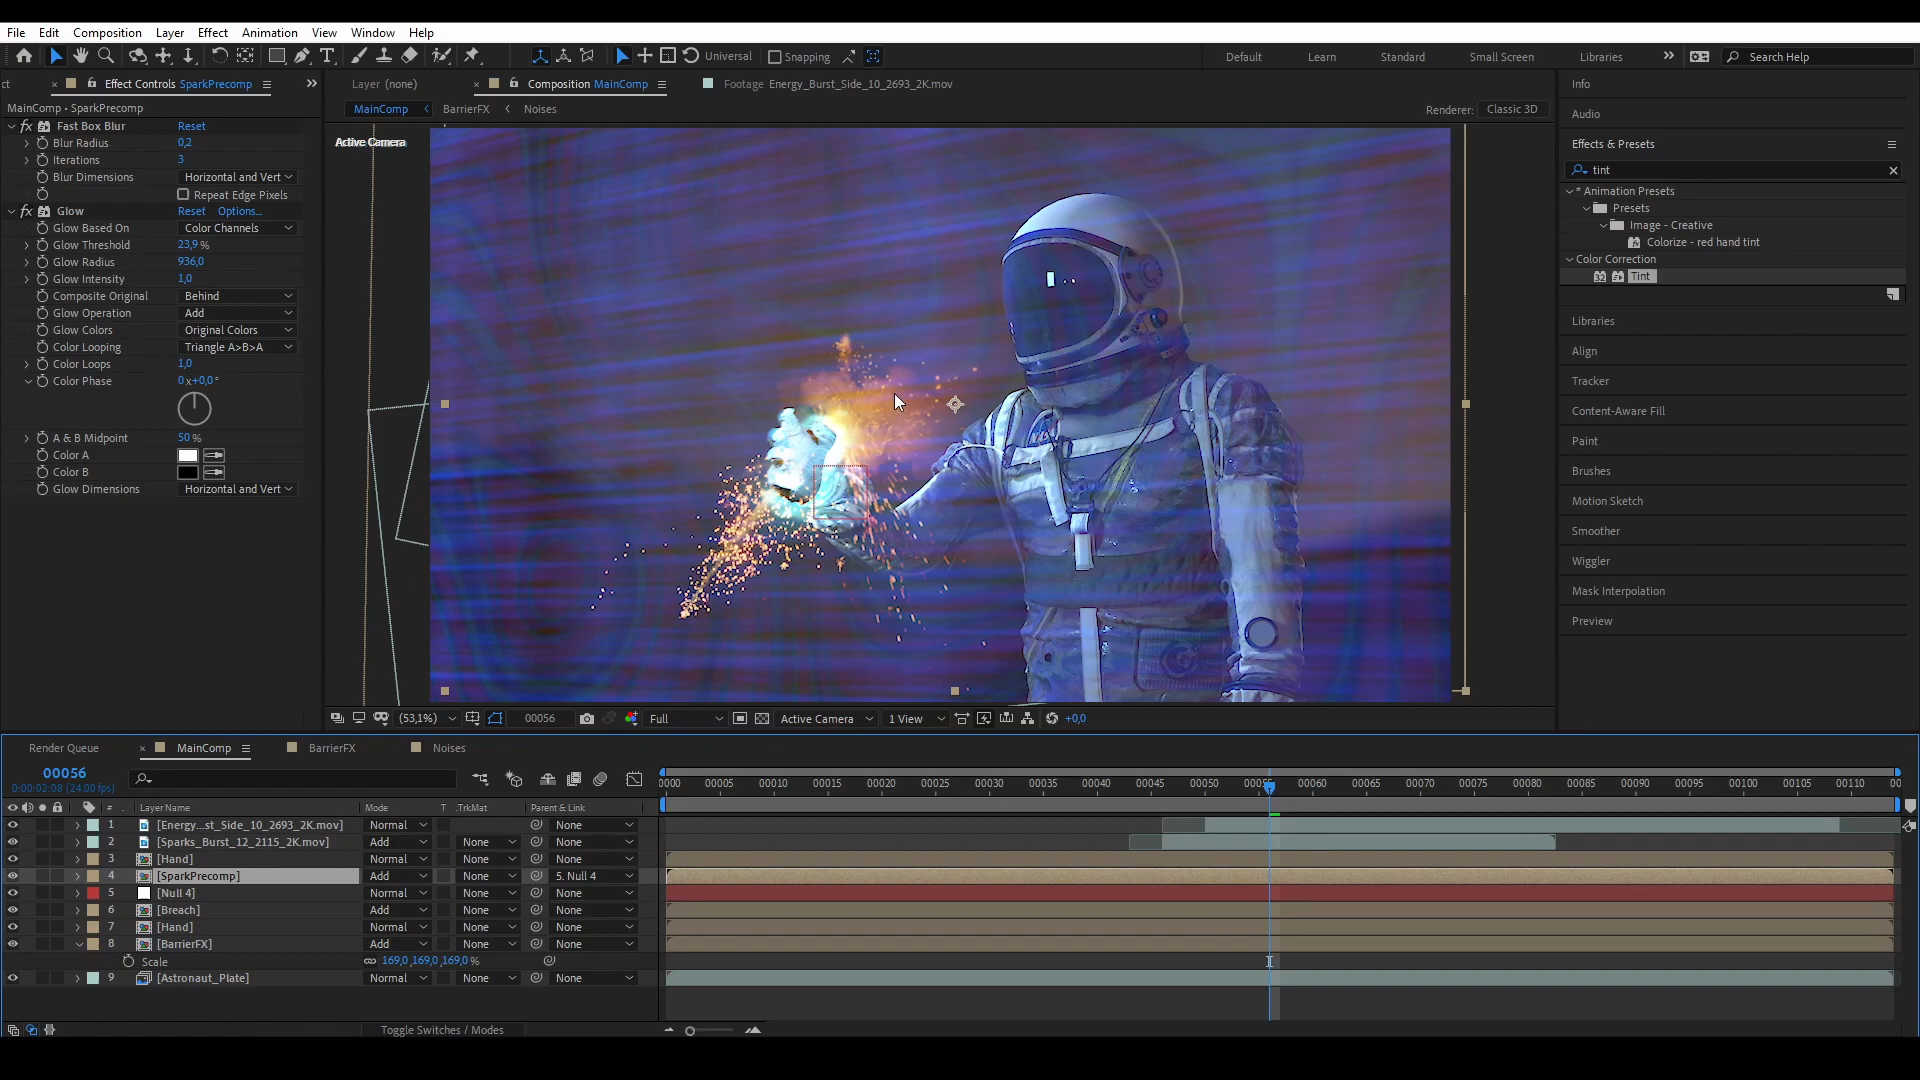 File Edit Composition Layer Effect Animation View Window Help
Universal Snapping Default Learn Standard Small Screen Libraries Search Help
ct Effect Controls SparkPrecomp Layer (none) Composition MainComp Footage Energy_Burst_Side_10_2693_2K.mov Info
MainComp • SparkPrecomp MainComp BarrierFX Noises Renderer: Classic 3D
Audio
fx Fast Box Blur Reset
Blur Radius 0,2
Iterations 3
Blur Dimensions Horizontal and Vert
Repeat Edge Pixels
fx Glow Reset Options...
Glow Based On Color Channels
Glow Threshold 23,9 %
Glow Radius 936,0
Glow Intensity 1,0
Composite Original Behind
Glow Operation Add
Glow Colors Original Colors
Color Looping Triangle A>B>A
Color Loops 1,0
Color Phase 0 x+0,0 °
A & B Midpoint 50 %
Color A
Color B
Glow Dimensions Horizontal and Vert
Active Camera
(53,1%) 00056 Full Active Camera 1 View +0,0
Effects & Presets
tint
* Animation Presets
Presets
Image - Creative
Colorize - red hand tint
Color Correction
32 Tint
Libraries
Align
Tracker
Content-Aware Fill
Paint
Brushes
Motion Sketch
Smoother
Wiggler
Mask Interpolation
Preview
Render Queue MainComp BarrierFX Noises
00056
0:00:02:08 (24.00 fps)
0000 00005 00010 00015 00020 00025 00030 00035 00040 00045 00050 00055 00060 00065 00070 00075 00080 00085 00090 00095 00100 00105 00110 00
# Layer Name Mode T .TrkMat Parent & Link
1 [Energy...st_Side_10_2693_2K.mov] Normal None
2 [Sparks_Burst_12_2115_2K.mov] Add None None
3 [Hand] Normal None None
4 [SparkPrecomp] Add None 5. Null 4
5 [Null 4] Normal None None
6 [Breach] Add None None
7 [Hand] Normal None None
8 [BarrierFX] Add None None
Scale 169,0,169,0,169,0 %
9 [Astronaut_Plate] Normal None None
Toggle Switches / Modes